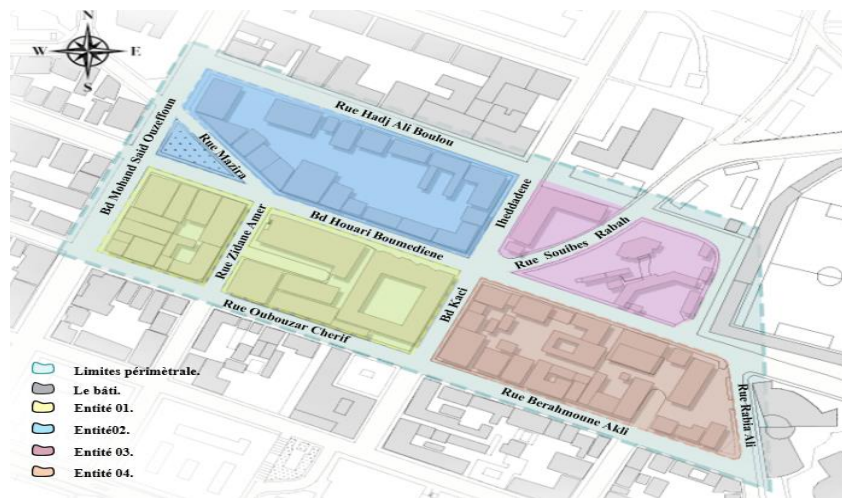 N
W E
S
Rue Hadj Ali Boulou
Bd Mohand Saïd Ouzeffoun
Rue Mazira
Iheddadene
Rue Souibes Rabah
Bd Houari Boumediene
Rue Zidane Amer
Bd Kaci
Rue Oubouzar Cherif
Rue Berahmoune Akli
Rue Rabia Ali
Limites périmètrale.
Le bâti.
Entité 01.
Entité02.
Entité 03.
Entité 04.